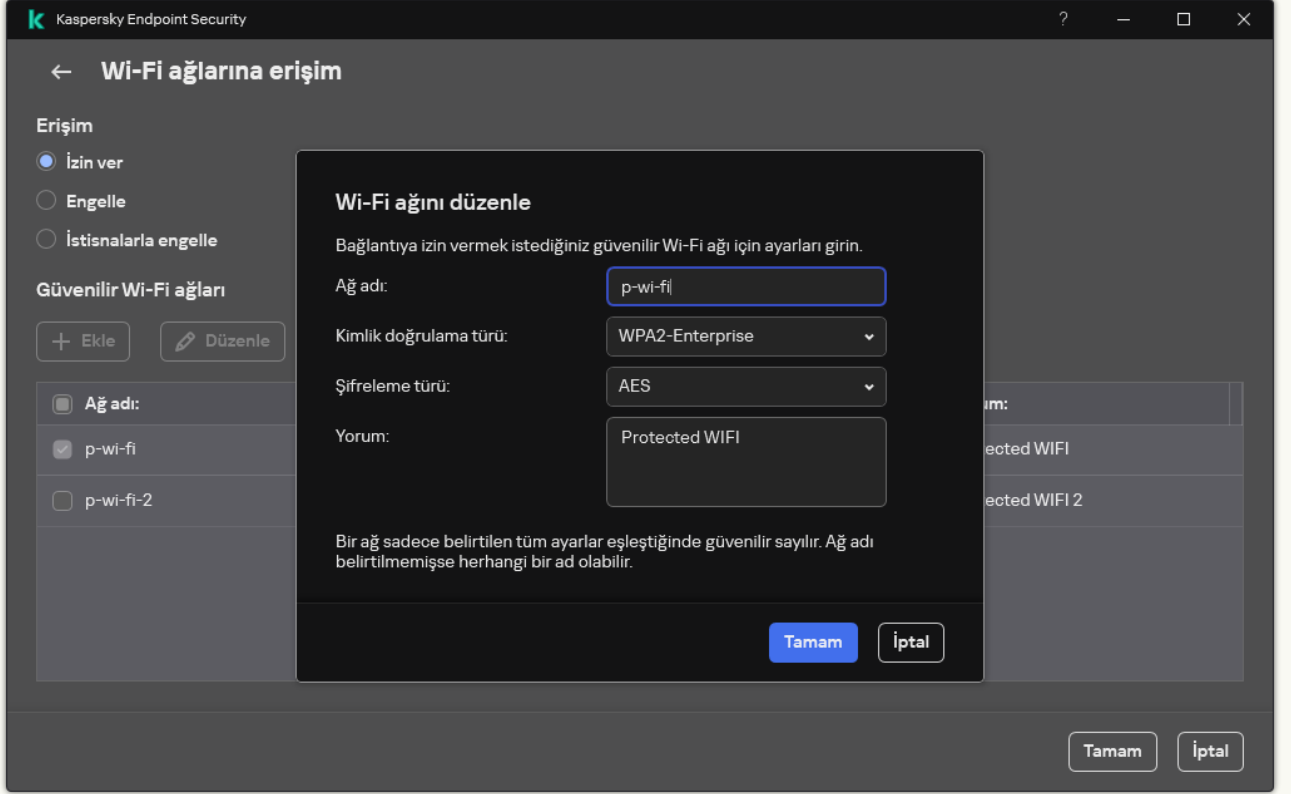 Kaspersky Endpoint Security
Wi-Fi ağlarına erişim
Erişim
İzin ver
Engelle
İstisnalarla engelle
Güvenilir Wi-Fi ağları
Ekle
Düzenle
Ağ adı:
um:
p-wi-fi
ected WIFI
p-wi-fi-2
ected WIFI 2
Wi-Fi ağını düzenle
Bağlantıya izin vermek istediğiniz güvenilir Wi-Fi ağı için ayarları girin.
Ağ adı:
p-wi-fi
Kimlik doğrulama türü:
WPA2-Enterprise
Şifreleme türü:
AES
Yorum:
Protected WIFI
Bir ağ sadece belirtilen tüm ayarlar eşleştiğinde güvenilir sayılır. Ağ adı
belirtilmemişse herhangi bir ad olabilir.
Tamam
İptal
Tamam
İptal